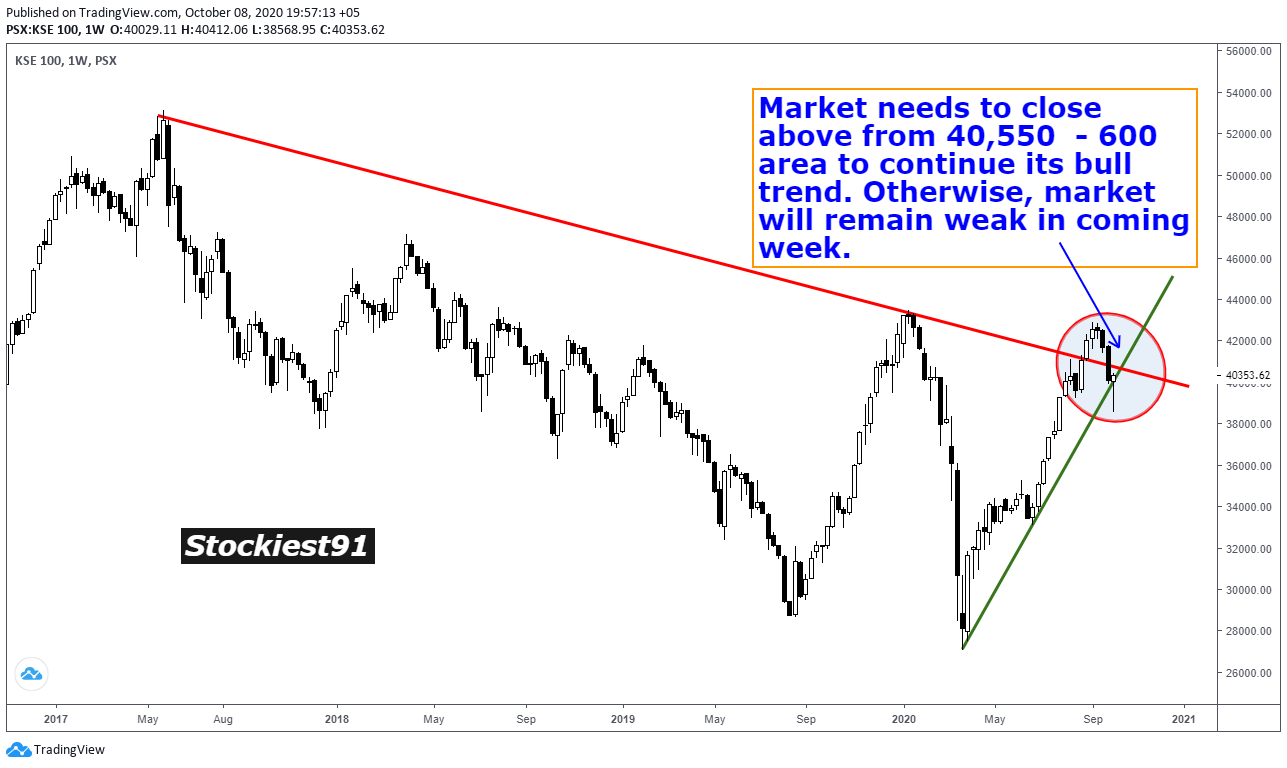 Published on TradingView.com, October 08, 2020 19:57:13 +05
PSX:KSE 100, 1W O:40029.11 H:40412.06 L:38568.95 C:40353.62
KSE 100, 1W, PSX
Market needs to close
above from 40,550 - 600
area to continue its bull
trend. Otherwise, market
will remain weak in coming
week.
Stockiest91
56000.00
54000.00
52000.00
50000.00
48000.00
46000.00
44000.00
42000.00
40353.62
38000.00
36000.00
34000.00
32000.00
30000.00
28000.00
26000.00
2017 May Aug 2018 May Sep 2019 May Sep 2020 May Sep 2021
TradingView